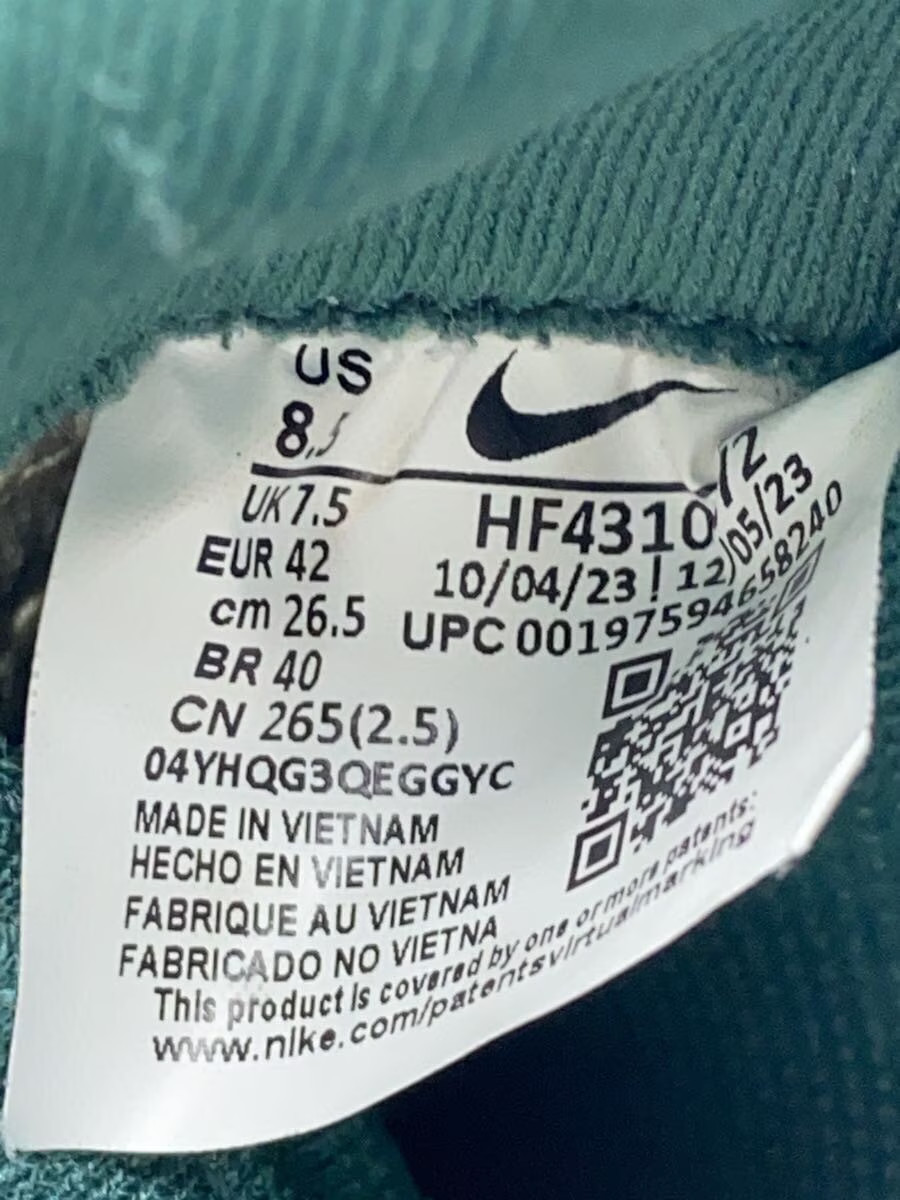 US
8.5
UK 7.5
EUR 42
cm 26.5
BR 40
CN 265(2.5)
HF4310
10/04/23 | 12/05/23
UPC 00197594658240
04YHQG3QEGGYC
MADE IN VIETNAM
HECHO EN VIETNAM
FABRIQUE AU VIETNAM
FABRICADO NO VIETNA
This product is covered by one or more patents:
www.nike.com/patentsvirtualmarking